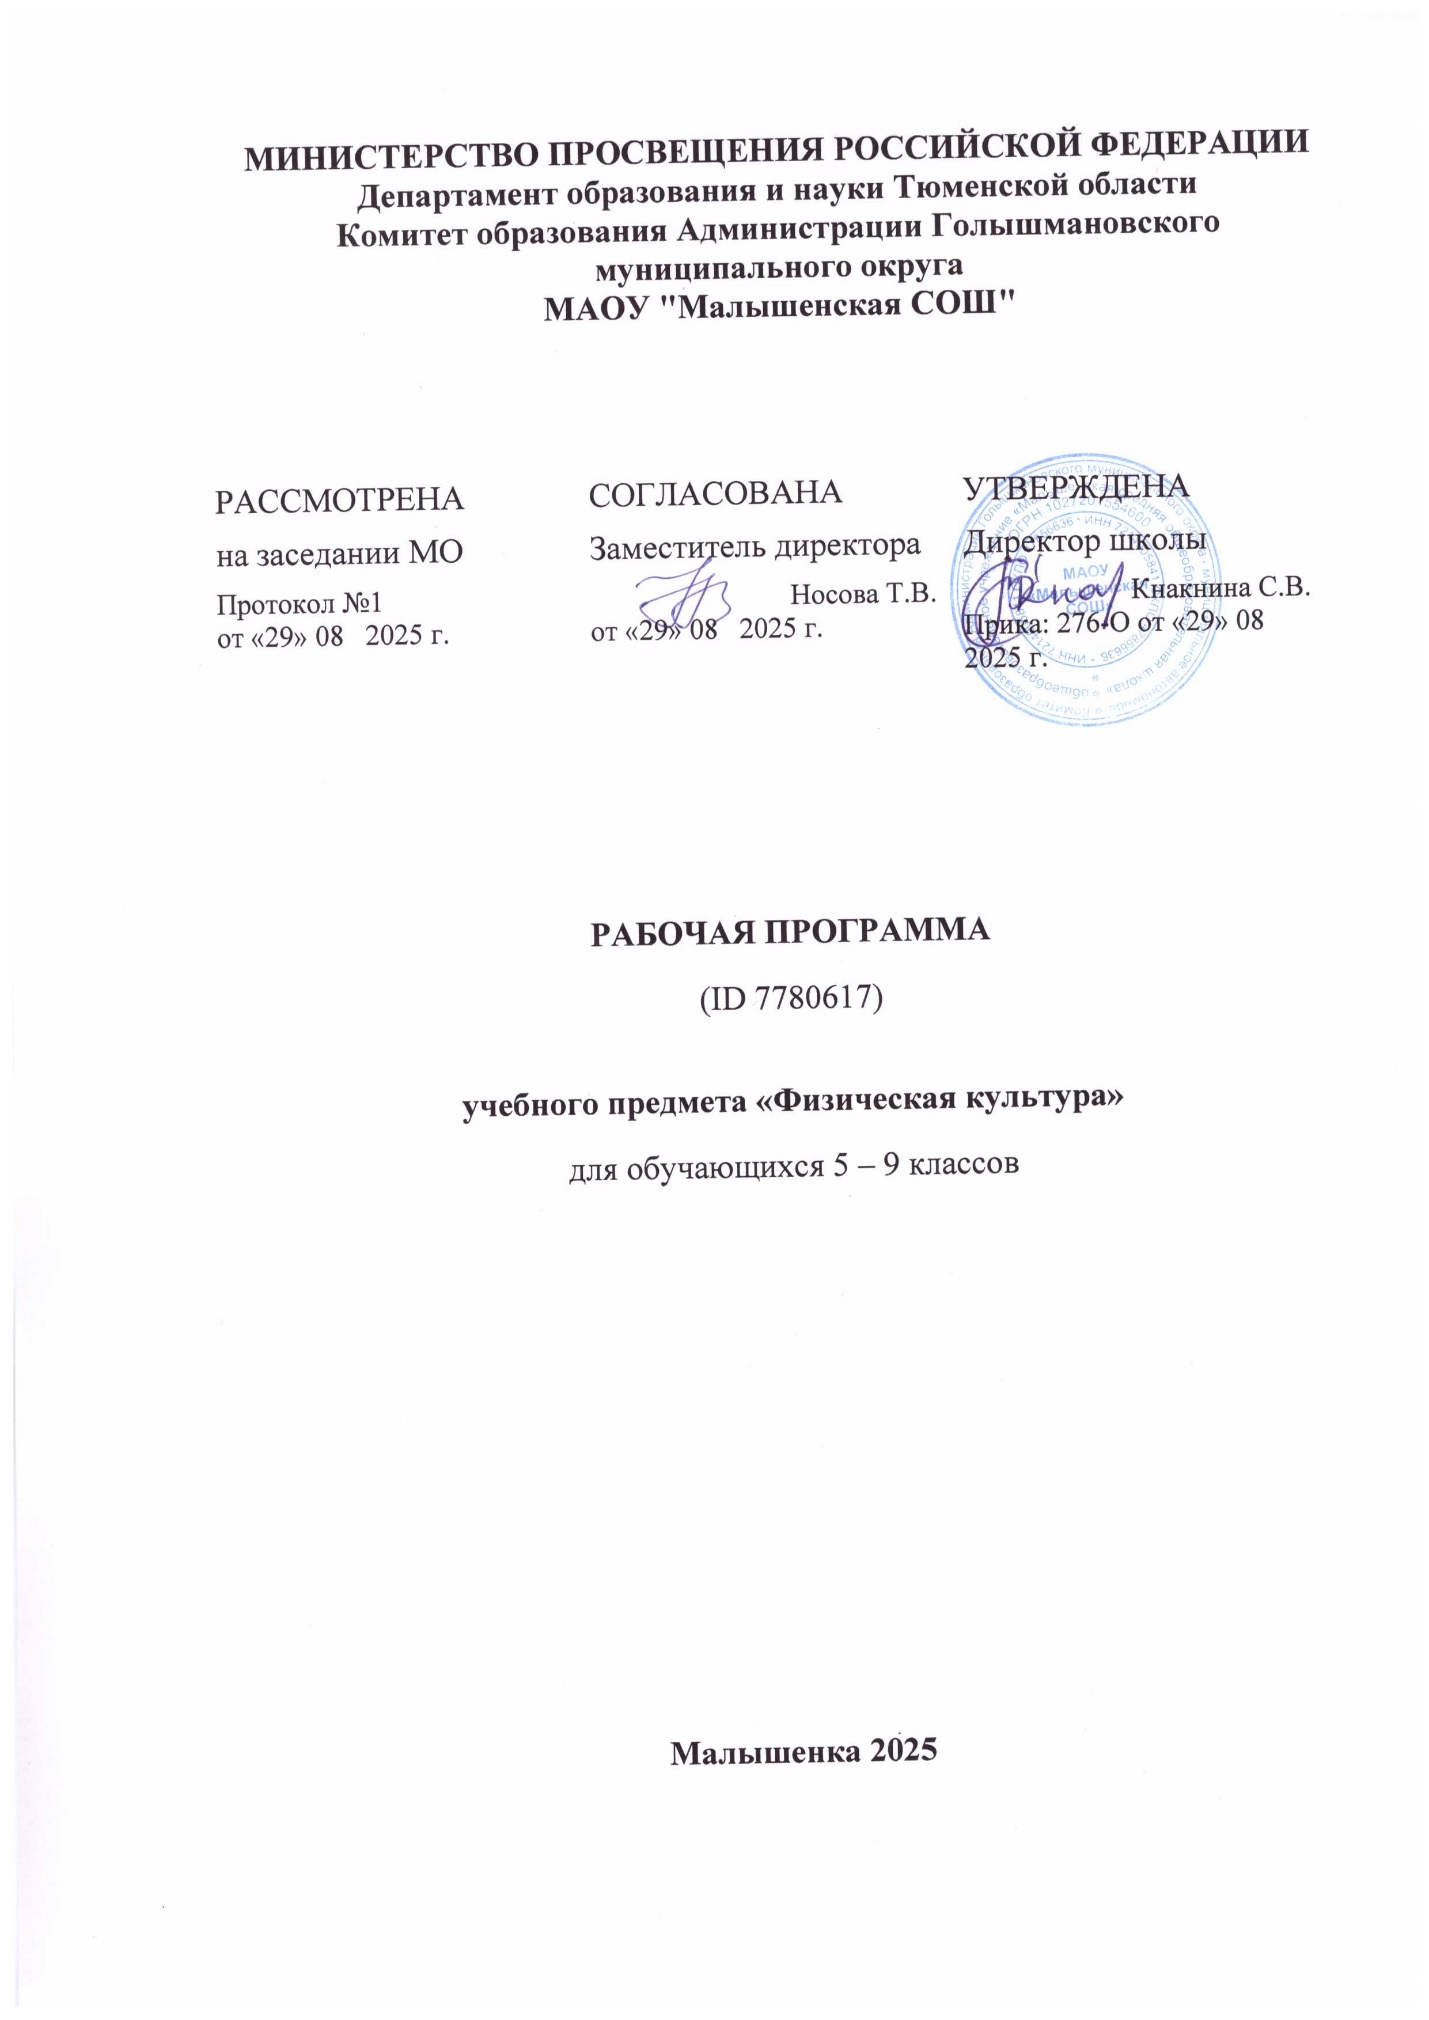 МИНИСТЕРСТВО ПРОСВЕЩЕНИЯ РОССИЙСКОЙ ФЕДЕРАЦИИ
Департамент образования и науки Тюменской области
Комитет образования Администрации Голышмановского
муниципального округа
МАОУ "Малышенская СОШ"
РАССМОТРЕНА
на заседании МО
Протокол №1
от «29» 08 2025 г.
СОГЛАСОВАНА
Заместитель директора
Носова Т.В.
от «29» 08 2025 г.
УТВЕРЖДЕНА
Директор школы
Кнакнина С.В.
Прика: 276-О от «29» 08
2025 г.
МАОУ
«Малышенская
СОШ»
РАБОЧАЯ ПРОГРАММА
(ID 7780617)
учебного предмета «Физическая культура»
для обучающихся 5 – 9 классов
Малышенка 2025